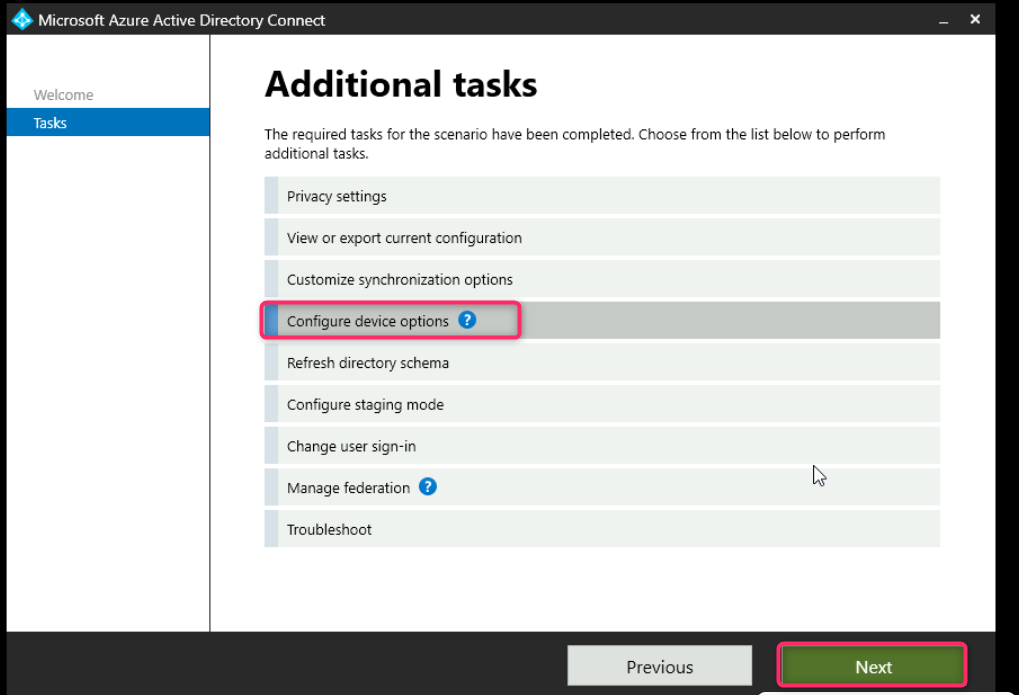 Microsoft Azure Active Directory Connect
Welcome
Tasks
Additional tasks
The required tasks for the scenario have been completed. Choose from the list below to perform
additional tasks.
Privacy settings
View or export current configuration
Customize synchronization options
Configure device options ?
Refresh directory schema
Configure staging mode
Change user sign-in
Manage federation ?
Troubleshoot
Previous
Next